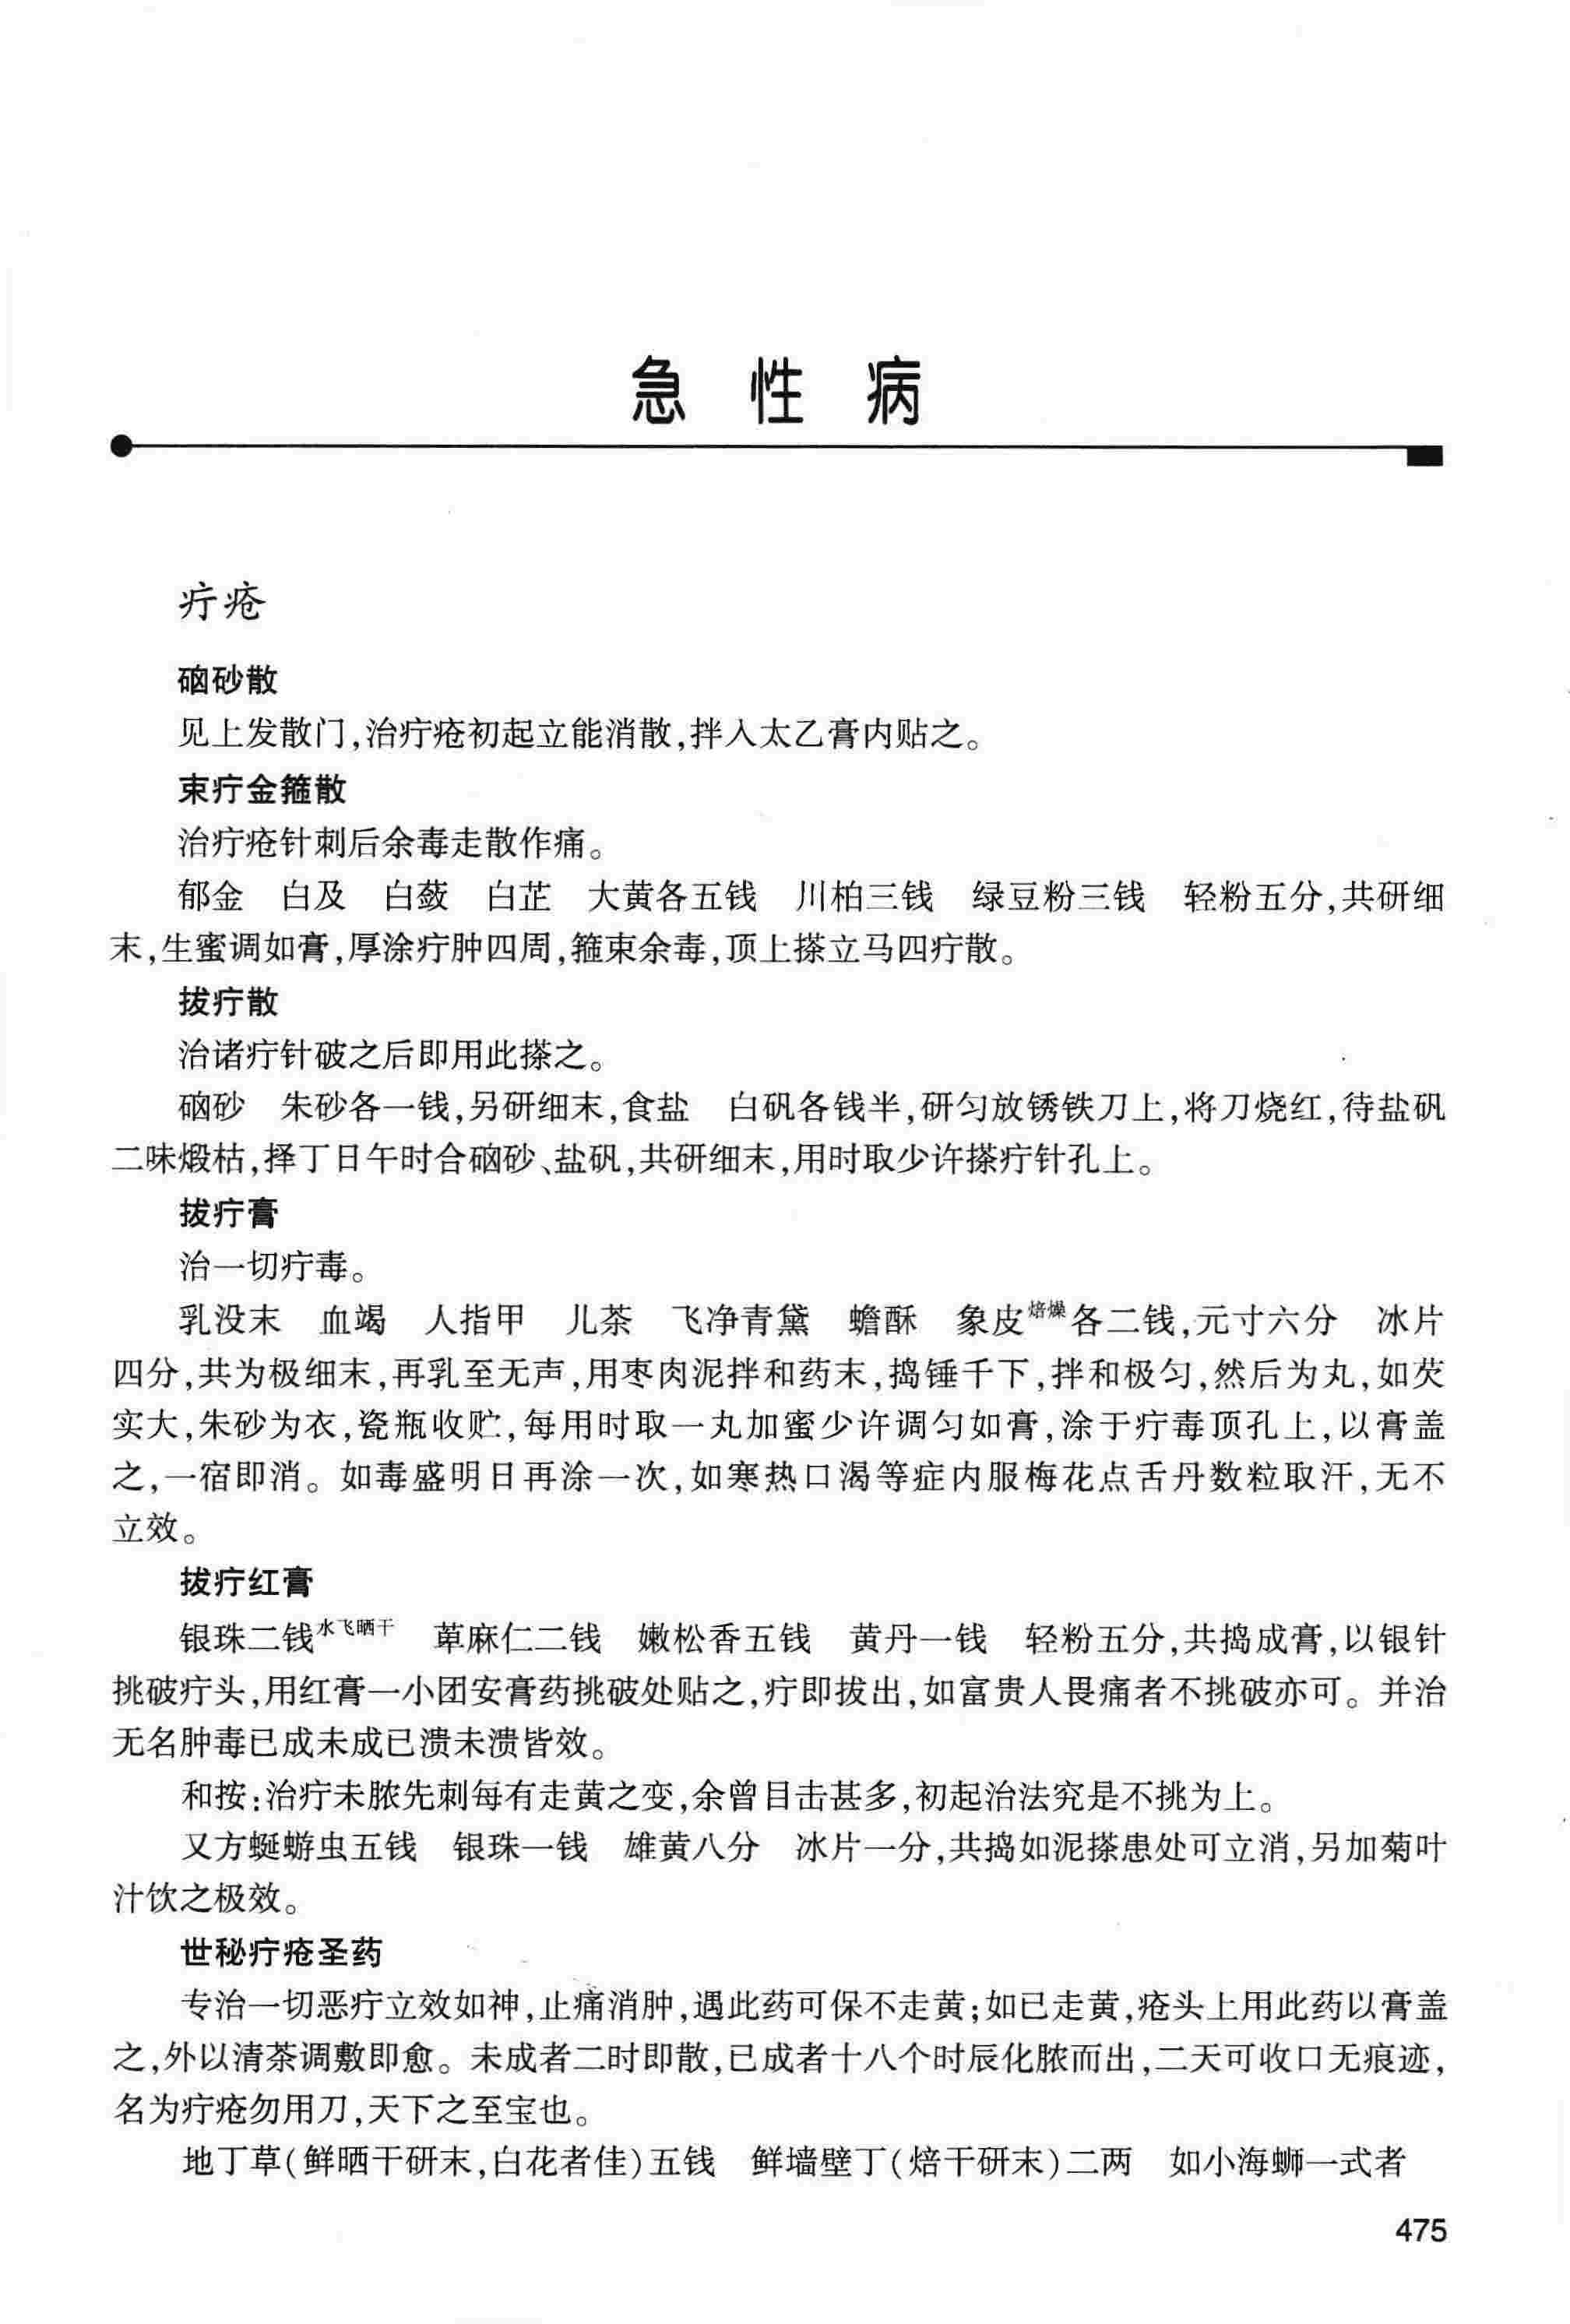 急性病
疔疮
硇砂散
见上发散门,治疔疮初起立能消散,拌入太乙膏内贴之。
束疔金箍散
治疔疮针刺后余毒走散作痛。
郁金　白及　白蔹　白芷　大黄各五钱　川柏三钱　绿豆粉三钱　轻粉五分,共研细
末,生蜜调如膏,厚涂疔肿四周,箍束余毒,顶上搽立马四疔散。
拔疔散
治诸疔针破之后即用此搽之。
硇砂　朱砂各一钱,另研细末,食盐　白矾各钱半,研匀放锈铁刀上,将刀烧红,待盐矾
二味煅枯,择丁日午时合硇砂、盐矾,共研细末,用时取少许搽疔针孔上。
拔疔膏
治一切疔毒。
乳没末　血竭　人指甲　儿茶　飞净青黛　蟾酥　象皮焙燥各二钱,元寸六分　冰片
四分,共为极细末,再乳至无声,用枣肉泥拌和药末,捣锤千下,拌和极匀,然后为丸,如芡
实大,朱砂为衣,瓷瓶收贮,每用时取一丸加蜜少许调匀如膏,涂于疔毒顶孔上,以膏盖
之,一宿即消。如毒盛明日再涂一次,如寒热口渴等症内服梅花点舌丹数粒取汗,无不
立效。
拔疔红膏
银珠二钱水飞晒干　萆麻仁二钱　嫩松香五钱　黄丹一钱　轻粉五分,共捣成膏,以银针
挑破疔头,用红膏一小团安膏药挑破处贴之,疔即拔出,如富贵人畏痛者不挑破亦可。并治
无名肿毒已成未成已溃未溃皆效。
和按:治疔未脓先刺每有走黄之变,余曾目击甚多,初起治法究是不挑为上。
又方蜒蝣虫五钱　银珠一钱　雄黄八分　冰片一分,共捣如泥搽患处可立消,另加菊叶
汁饮之极效。
世秘疔疮圣药
专治一切恶疔立效如神,止痛消肿,遇此药可保不走黄;如已走黄,疮头上用此药以膏盖
之,外以清茶调敷即愈。未成者二时即散,已成者十八个时辰化脓而出,二天可收口无痕迹,
名为疔疮勿用刀,天下之至宝也。
地丁草(鲜晒干研末,白花者佳)五钱　鲜墙壁丁(焙干研末)二两　如小海蛳一式者
475